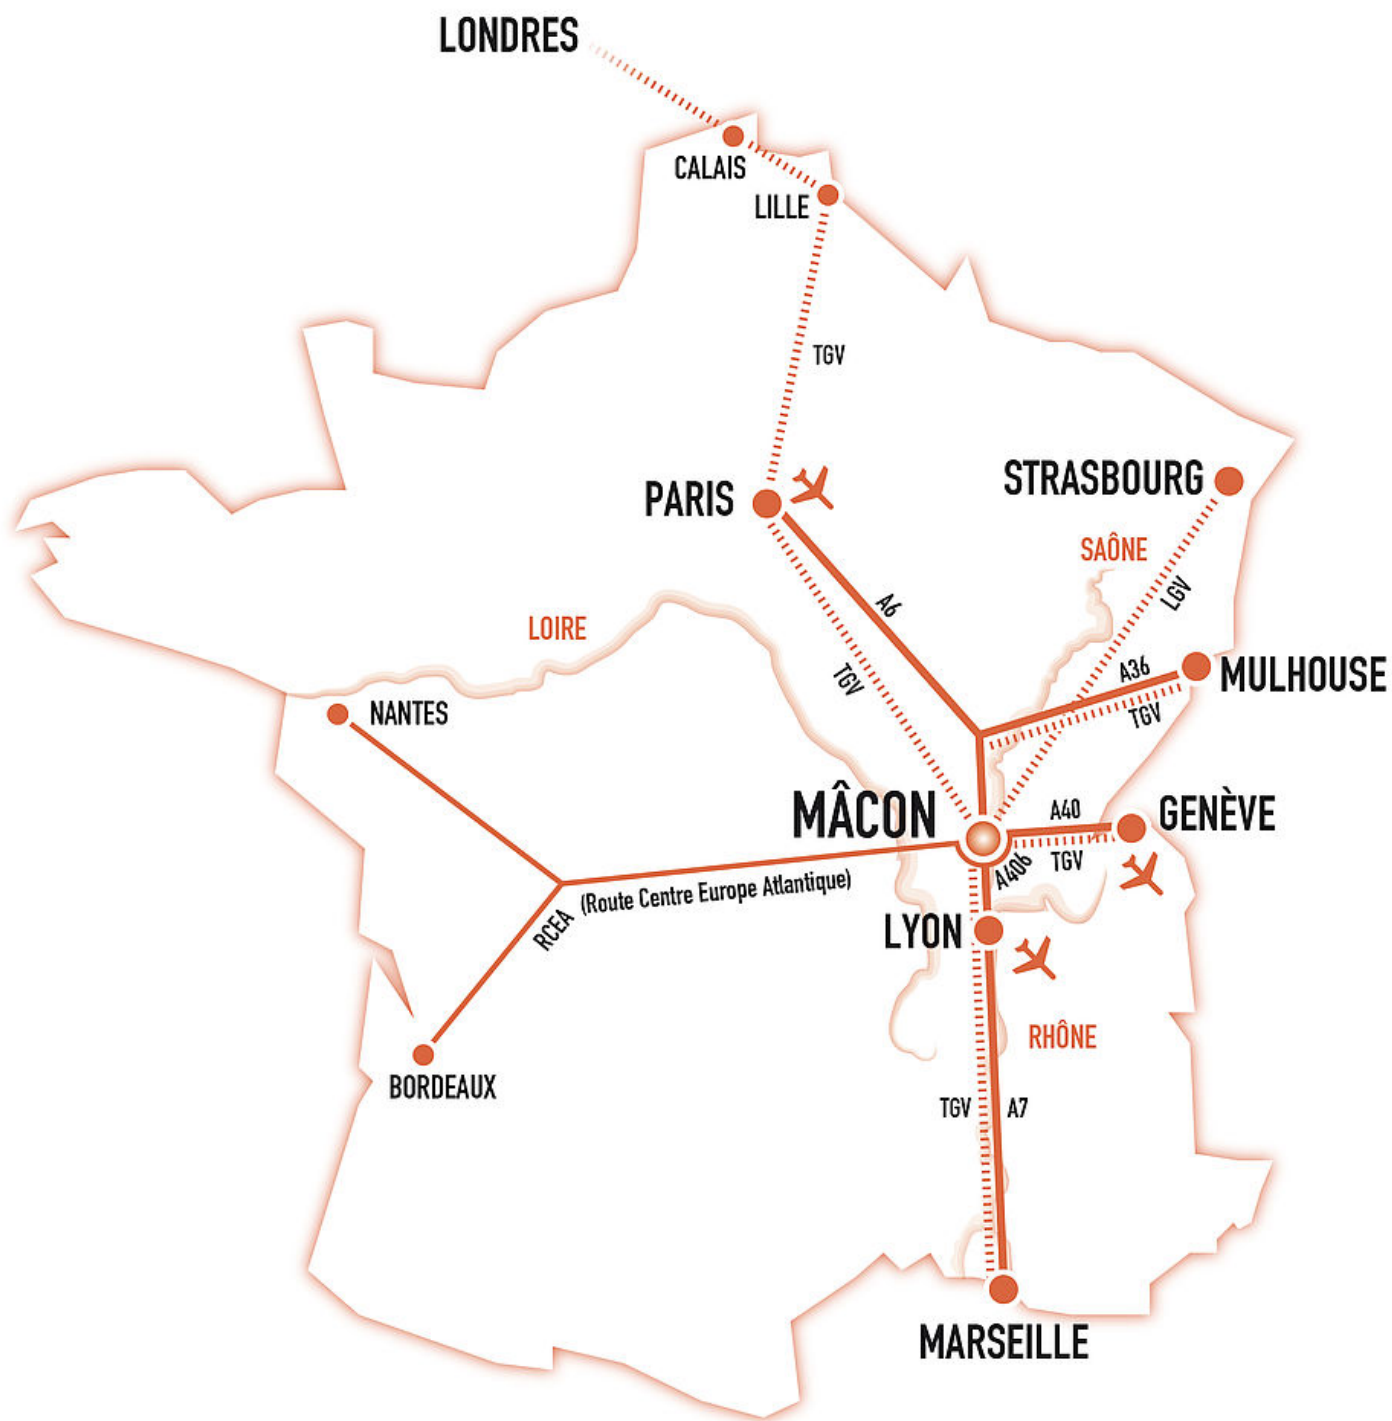 LONDRES
CALAIS
LILLE
TGV
PARIS
STRASBOURG
SAÔNE
LGV
A6
LOIRE
TGV
A36
MULHOUSE
TGV
NANTES
MÂCON
A40
GENÈVE
TGV
A406
(Route Centre Europe Atlantique)
RCEA
LYON
RHÔNE
BORDEAUX
TGV
A7
MARSEILLE